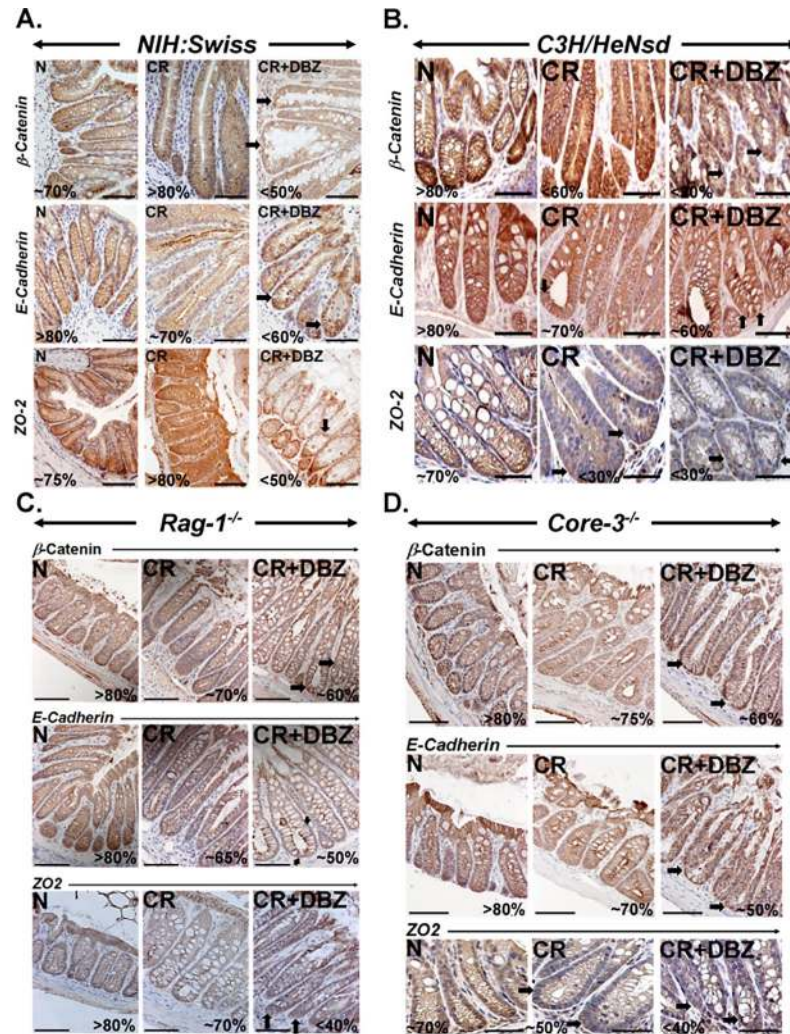 A.
NIH:Swiss
β-Catenin
N
CR
CR+DBZ
~70%
>80%
<50%
E-Cadherin
N
CR
CR+DBZ
>80%
~70%
<60%
ZO-2
N
CR
CR+DBZ
~75%
>80%
<50%
B.
C3H/HeNsd
β-Catenin
N
CR
CR+DBZ
>80%
<60%
E-Cadherin
N
CR
CR+DBZ
>80%
~70%
~60%
ZO-2
N
CR
CR+DBZ
~70%
<30%
<30%
C.
Rag-1-/-
β-Catenin
N
CR
CR+DBZ
>80%
~70%
~60%
E-Cadherin
N
CR
CR+DBZ
>80%
~65%
~50%
ZO2
N
CR
CR+DBZ
>80%
~70%
<40%
D.
Core-3-/-
β-Catenin
N
CR
CR+DBZ
>80%
~75%
~60%
E-Cadherin
N
CR
CR+DBZ
>80%
~70%
~50%
ZO2
N
CR
CR+DBZ
~70%
~50%
<40%